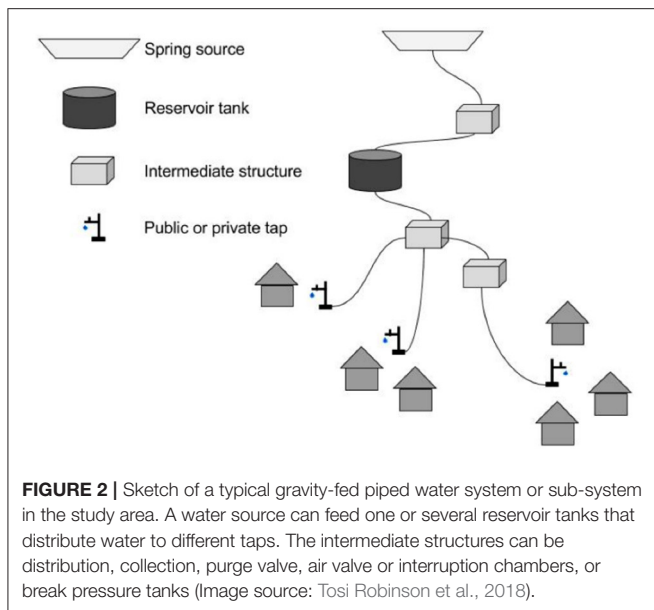 Spring source
Reservoir tank
Intermediate structure
Public or private tap
FIGURE 2 | Sketch of a typical gravity-fed piped water system or sub-system
in the study area. A water source can feed one or several reservoir tanks that
distribute water to different taps. The intermediate structures can be
distribution, collection, purge valve, air valve or interruption chambers, or
break pressure tanks (Image source: Tosi Robinson et al., 2018).